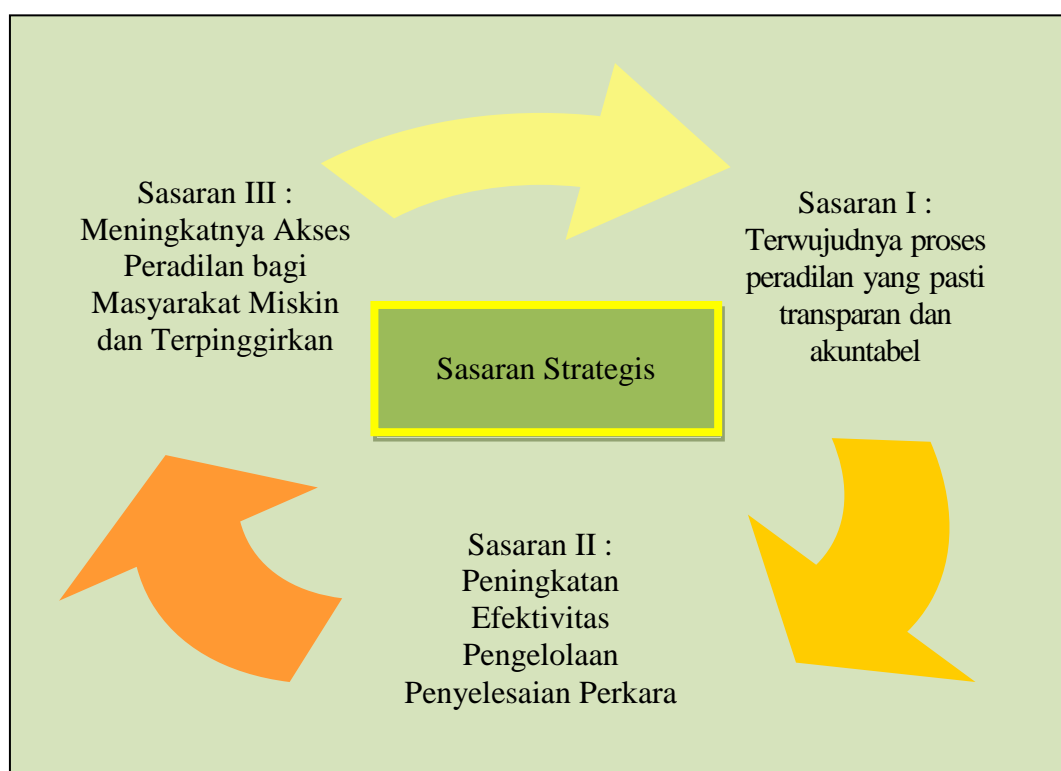 Sasaran III :
Meningkatnya Akses
Peradilan bagi
Masyarakat Miskin
dan Terpinggirkan
Sasaran I :
Terwujudnya proses
peradilan yang pasti
transparan dan
akuntabel
Sasaran Strategis
Sasaran II :
Peningkatan
Efektivitas
Pengelolaan
Penyelesaian Perkara